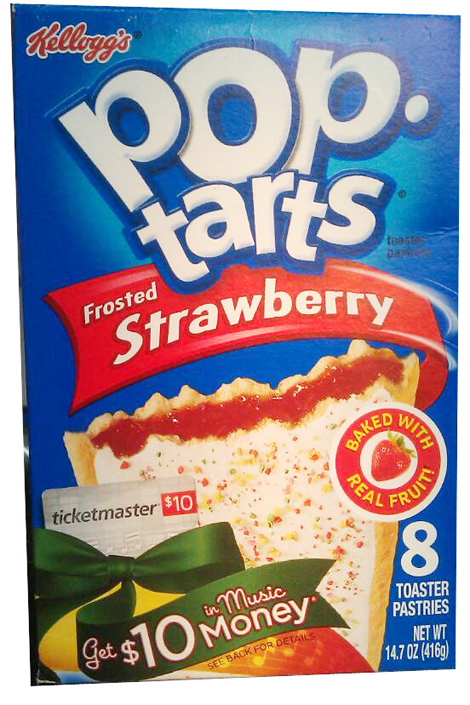 Kellogg's®
pop.
tarts®
toaster
pastries
Frosted
Strawberry
BAKED WITH
REAL FRUIT!
ticketmaster $10
8
TOASTER
PASTRIES
NET WT
14.7 OZ (416g)
Get $10 in Music Money*
SEE BACK FOR DETAILS